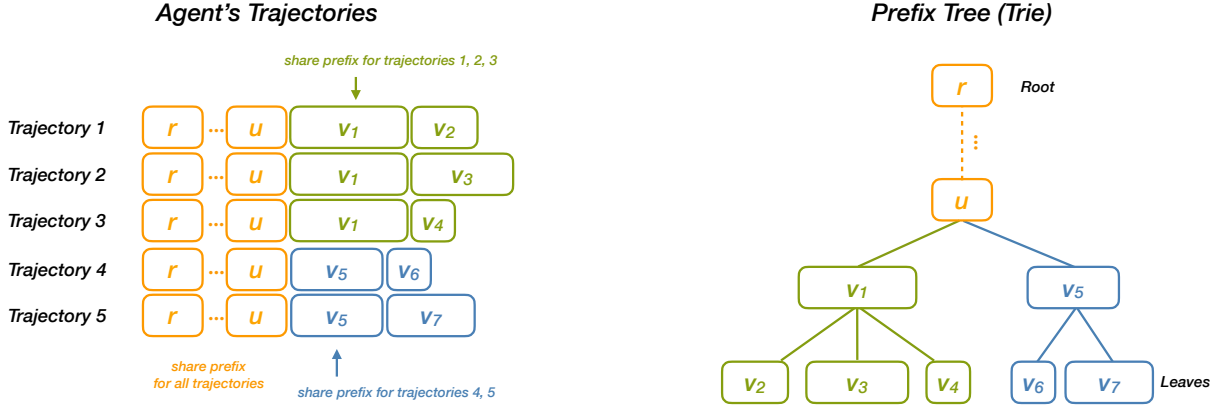 Agent's Trajectories
share prefix for trajectories 1, 2, 3
Trajectory 1 r ... u v1 v2
Trajectory 2 r ... u v1 v3
Trajectory 3 r ... u v1 v4
Trajectory 4 r ... u v5 v6
Trajectory 5 r ... u v5 v7
share prefix
for all trajectories
share prefix for trajectories 4, 5
Prefix Tree (Trie)
r Root
...
u
v1 v5
v2 v3 v4 v6 v7 Leaves